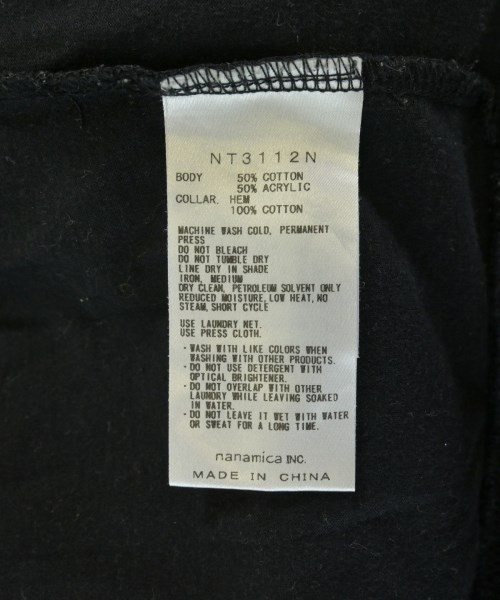 NT3112N
BODY 50% COTTON
50% ACRYLIC
COLLAR, HEM
100% COTTON
MACHINE WASH COLD, PERMANENT
PRESS
DO NOT BLEACH
DO NOT TUMBLE DRY
LINE DRY IN SHADE
IRON, MEDIUM
DRY CLEAN, PETROLEUM SOLVENT ONLY
REDUCED MOISTURE, LOW HEAT, NO
STEAM, SHORT CYCLE
USE LAUNDRY NET.
USE PRESS CLOTH.
・WASH WITH LIKE COLORS WHEN
WASHING WITH OTHER PRODUCTS.
・DO NOT USE DETERGENT WITH
OPTICAL BRIGHTENER.
・DO NOT OVERLAP WITH OTHER
LAUNDRY WHILE LEAVING SOAKED
IN WATER.
・DO NOT LEAVE IT WET WITH WATER
OR SWEAT FOR A LONG TIME.
nanamica INC.
MADE IN CHINA